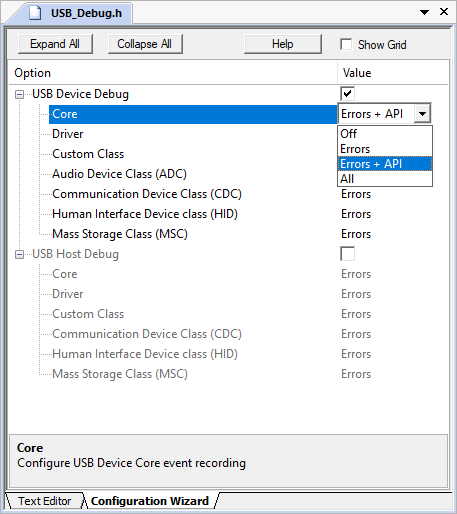 USB_Debug.h
Expand All Collapse All Help Show Grid
Option Value
USB Device Debug
Core Errors + API
Driver Off
Custom Class Errors
Audio Device Class (ADC) Errors + API
All
Communication Device Class (CDC) Errors
Human Interface Device class (HID) Errors
Mass Storage Class (MSC) Errors
USB Host Debug
Core Errors
Driver Errors
Custom Class Errors
Communication Device Class (CDC) Errors
Human Interface Device class (HID) Errors
Mass Storage Class (MSC) Errors
Core
Configure USB Device Core event recording
Text Editor Configuration Wizard